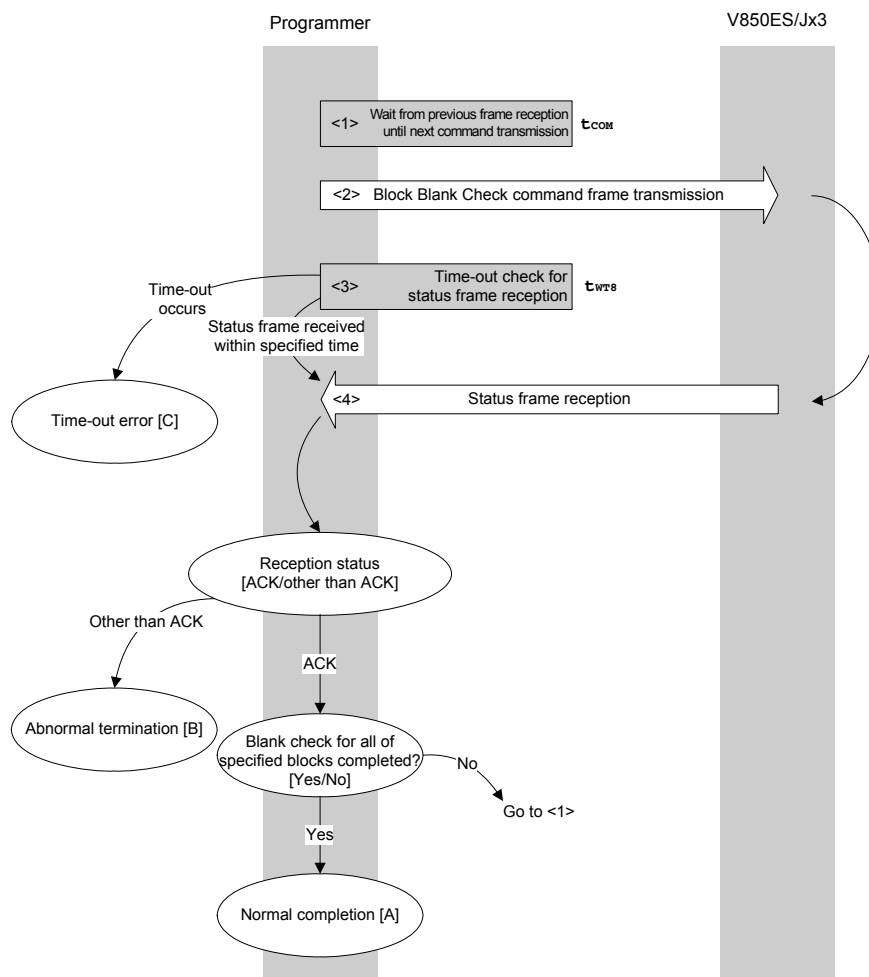 Programmer
V850ES/Jx3
<1>
Wait from previous frame reception
until next command transmission
tCOM
<2> Block Blank Check command frame transmission
<3>
Time-out check for
status frame reception
tWT8
Time-out
occurs
Status frame received
within specified time
<4> Status frame reception
Time-out error [C]
Reception status
[ACK/other than ACK]
Other than ACK
ACK
Abnormal termination [B]
Blank check for all of
specified blocks completed?
[Yes/No]
No
Go to <1>
Yes
Normal completion [A]